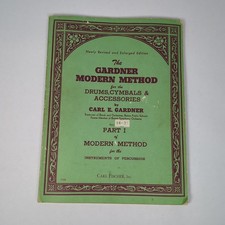 Newly Revised and Enlarged Edition
The
GARDNER
MODERN METHOD
for the
DRUMS, CYMBALS &
ACCESSORIES
by
CARL E. GARDNER
PART I
of
MODERN METHOD
for the
INSTRUMENTS OF PERCUSSION
CARL FISCHER, Inc.